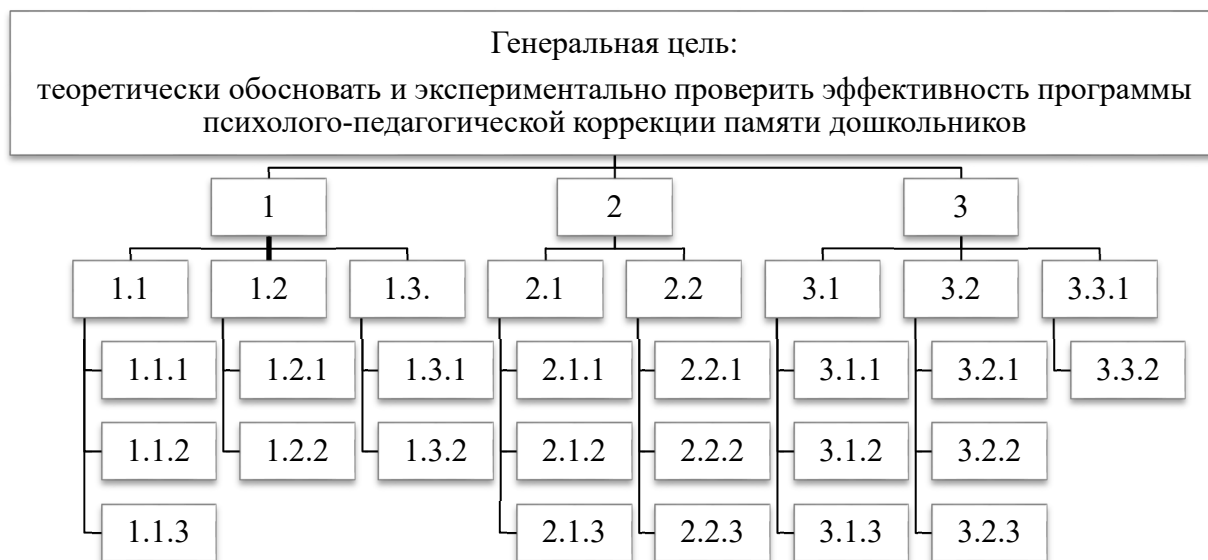 Генеральная цель:
теоретически обосновать и экспериментально проверить эффективность программы
психолого-педагогической коррекции памяти дошкольников
1 2 3
1.1 1.2 1.3. 2.1 2.2 3.1 3.2 3.3.1
1.1.1 1.2.1 1.3.1 2.1.1 2.2.1 3.1.1 3.2.1 3.3.2
1.1.2 1.2.2 1.3.2 2.1.2 2.2.2 3.1.2 3.2.2
1.1.3 2.1.3 2.2.3 3.1.3 3.2.3